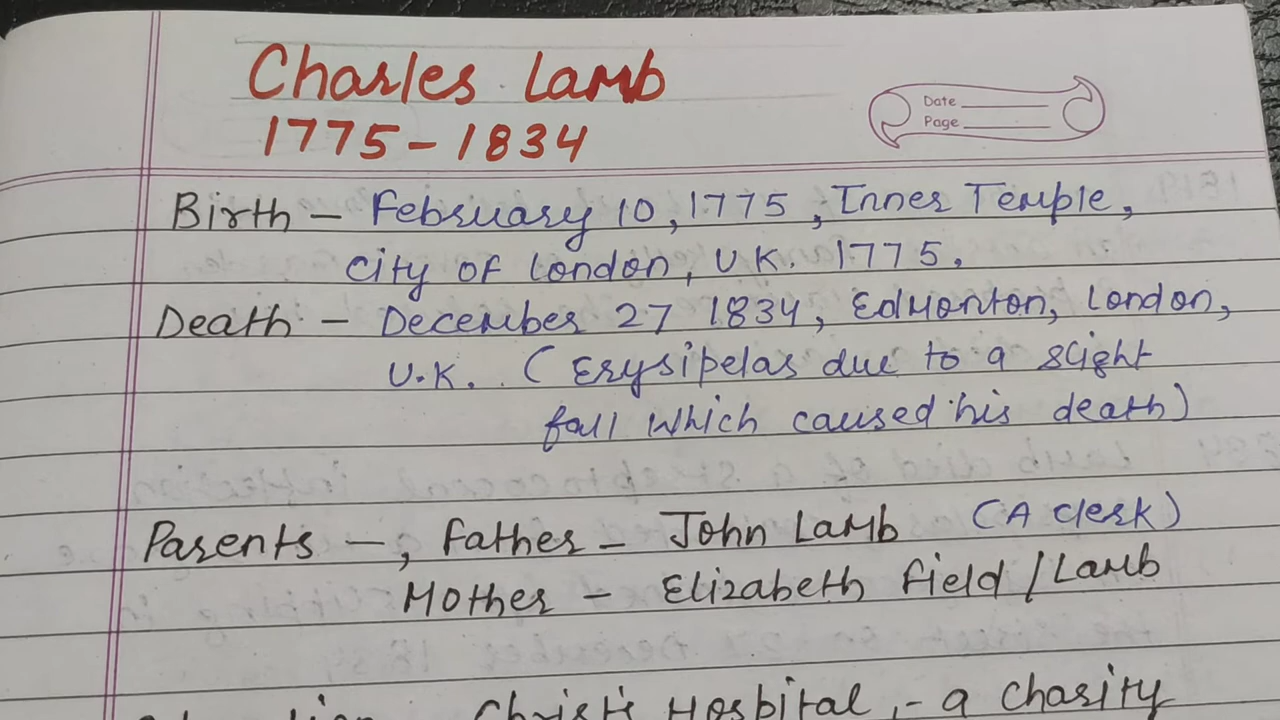 Charles Lamb
1775 - 1834
Date
Page
Birth - February 10, 1775, Inner Temple,
city of London, U.K. 1775.
Death - December 27 1834, Edmonton, London,
U.K. (Erysipelas due to a slight
fall which caused his death)
Parents -, Father - John Lamb (A clerk)
Mother - Elizabeth Field / Lamb
Christ's Hospital, - a charity